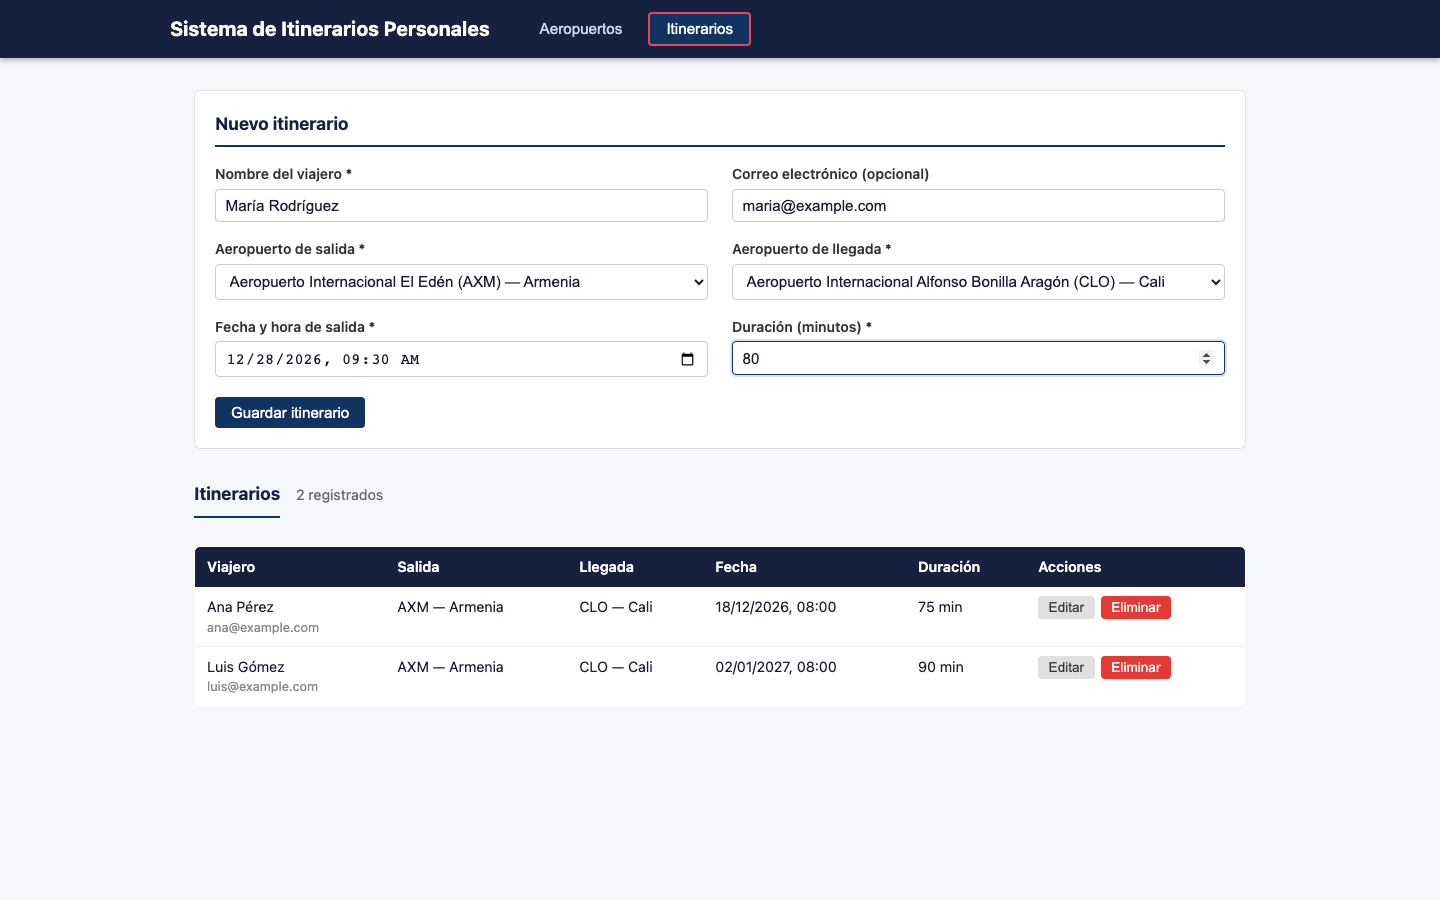 Sistema de Itinerarios Personales Aeropuertos Itinerarios
Nuevo itinerario
Nombre del viajero * Correo electrónico (opcional)
María Rodríguez maria@example.com
Aeropuerto de salida * Aeropuerto de llegada *
Aeropuerto Internacional El Edén (AXM) — Armenia Aeropuerto Internacional Alfonso Bonilla Aragón (CLO) — Cali
Fecha y hora de salida * Duración (minutos) *
12/28/2026, 09:30 AM 80
Guardar itinerario
Itinerarios 2 registrados
Viajero Salida Llegada Fecha Duración Acciones
Ana Pérez AXM — Armenia CLO — Cali 18/12/2026, 08:00 75 min Editar Eliminar
ana@example.com
Luis Gómez AXM — Armenia CLO — Cali 02/01/2027, 08:00 90 min Editar Eliminar
luis@example.com